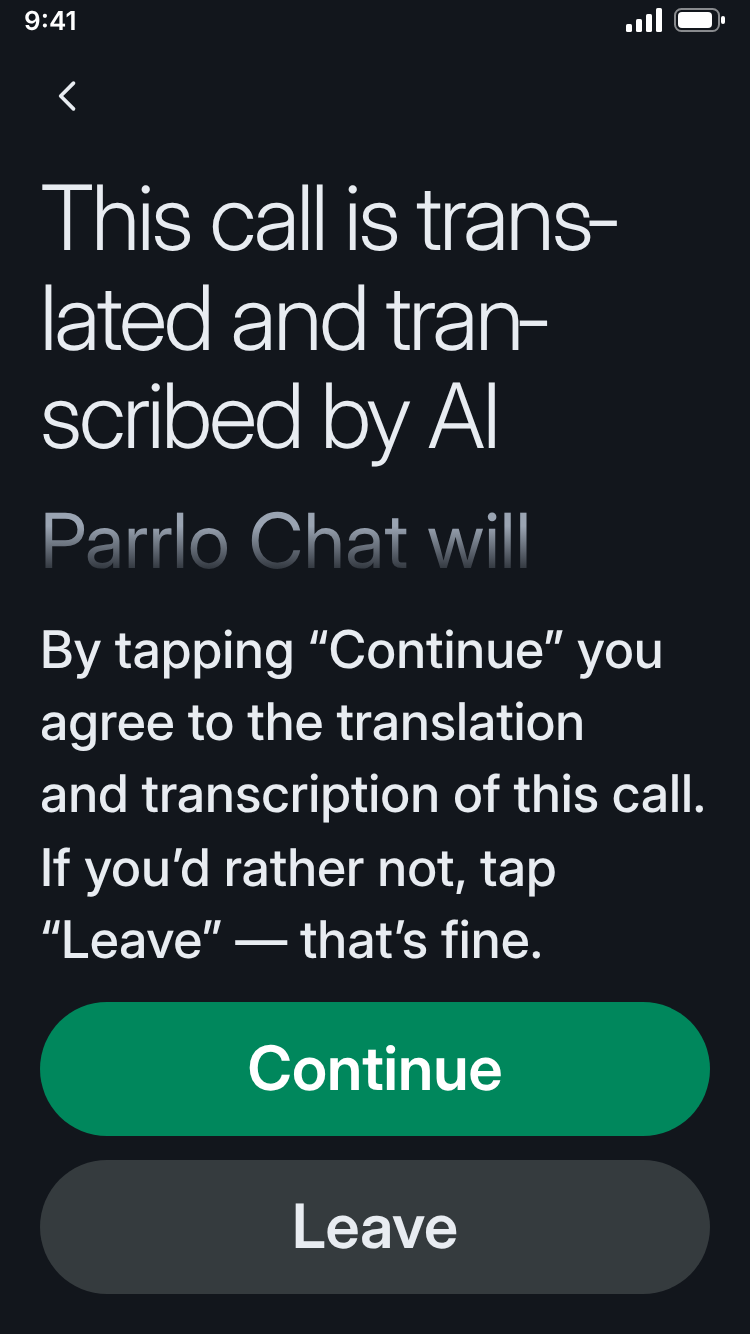 9:41
This call is trans-
lated and tran-
scribed by AI
Parrlo Chat will
By tapping “Continue” you
agree to the translation
and transcription of this call.
If you’d rather not, tap
“Leave” — that’s fine.
Continue
Leave